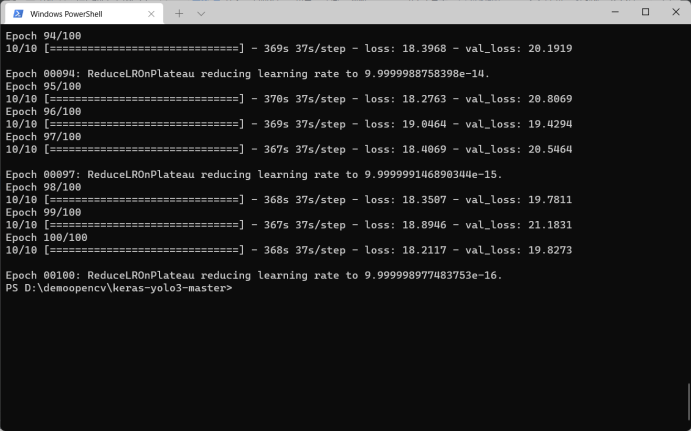 Windows PowerShell
Epoch 94/100
10/10 [==============================] - 369s 37s/step - loss: 18.3968 - val_loss: 20.1919
Epoch 00094: ReduceLROnPlateau reducing learning rate to 9.9999988758398e-14.
Epoch 95/100
10/10 [==============================] - 370s 37s/step - loss: 18.2763 - val_loss: 20.8069
Epoch 96/100
10/10 [==============================] - 369s 37s/step - loss: 19.0464 - val_loss: 19.4294
Epoch 97/100
10/10 [==============================] - 367s 37s/step - loss: 18.4069 - val_loss: 20.5464
Epoch 00097: ReduceLROnPlateau reducing learning rate to 9.999999146890344e-15.
Epoch 98/100
10/10 [==============================] - 368s 37s/step - loss: 18.3507 - val_loss: 19.7811
Epoch 99/100
10/10 [==============================] - 367s 37s/step - loss: 18.8946 - val_loss: 21.1831
Epoch 100/100
10/10 [==============================] - 368s 37s/step - loss: 18.2117 - val_loss: 19.8273
Epoch 00100: ReduceLROnPlateau reducing learning rate to 9.999998977483753e-16.
PS D:\demoopencv\keras-yolo3-master>